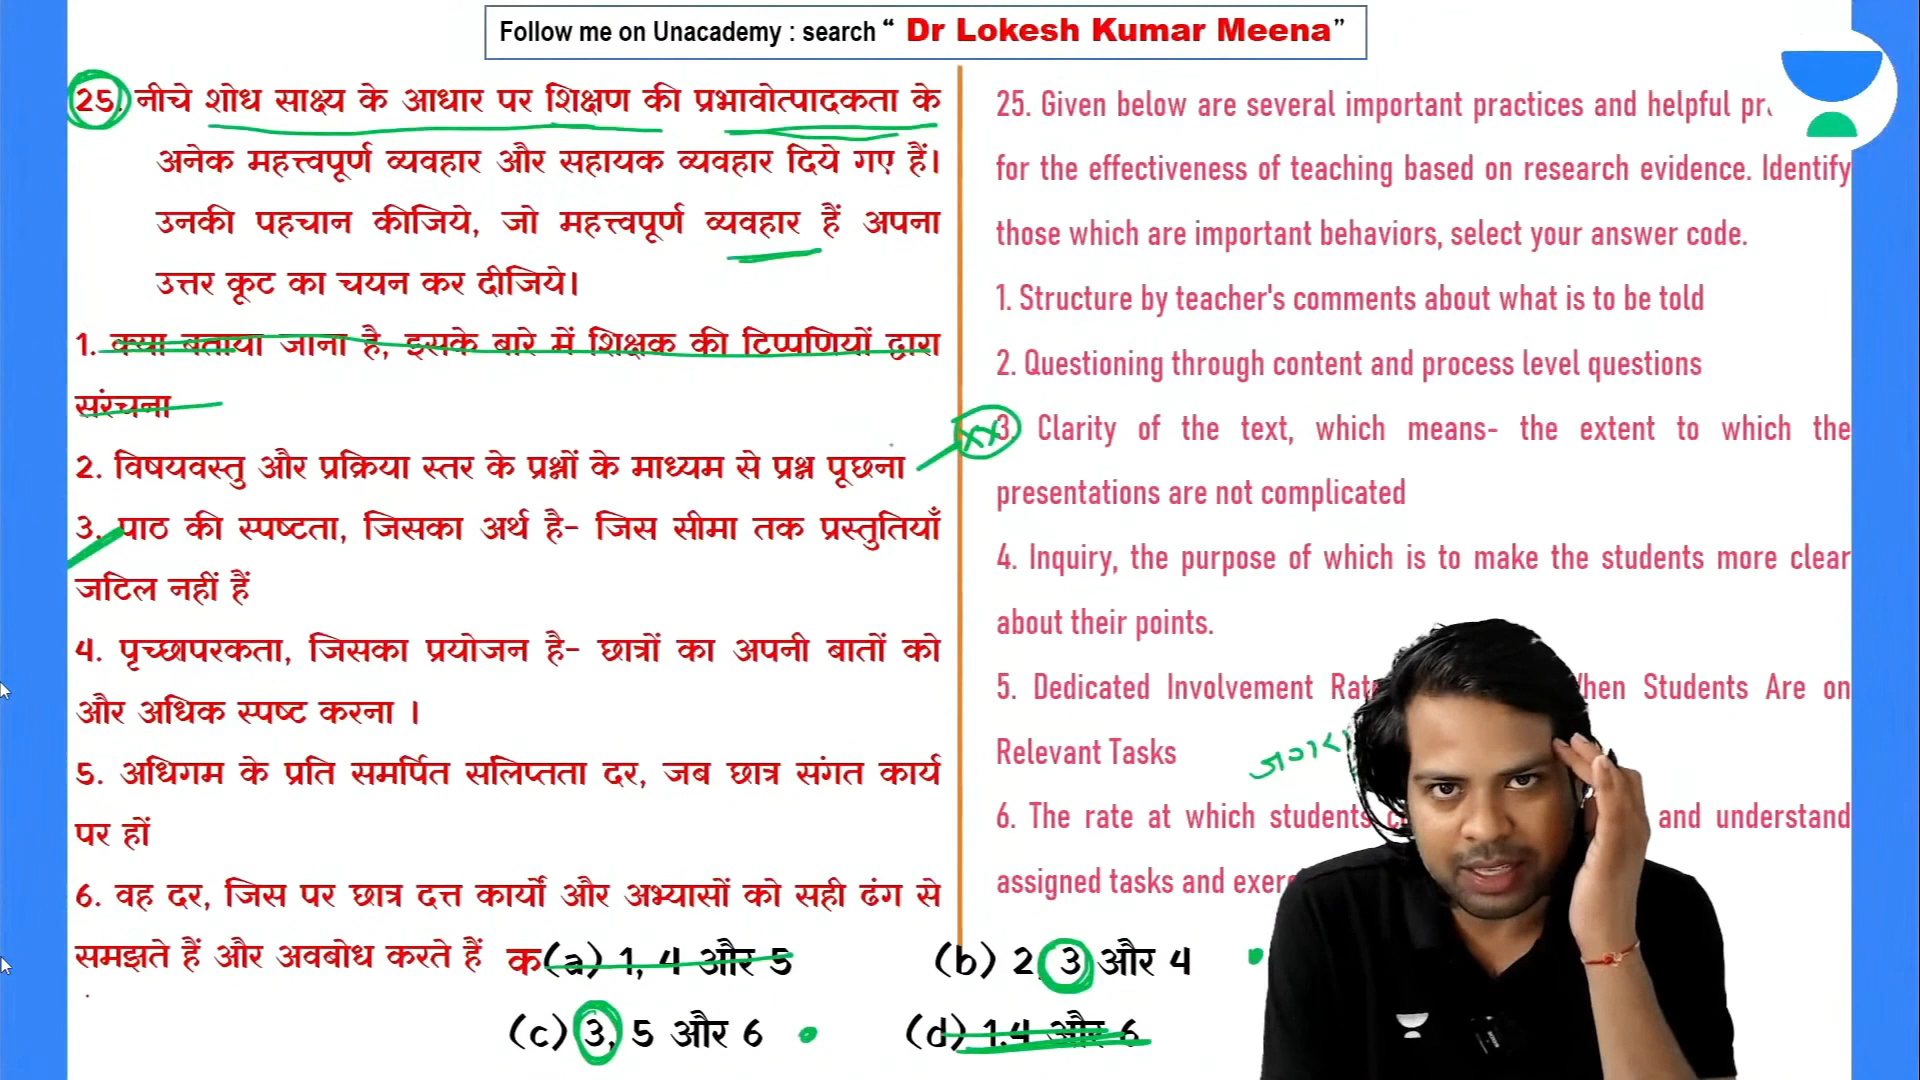 Follow me on Unacademy : search “ Dr Lokesh Kumar Meena”
25. नीचे शोध साक्ष्य के आधार पर शिक्षण की प्रभावोत्पादकता के
अनेक महत्त्वपूर्ण व्यवहार और सहायक व्यवहार दिये गए हैं।
उनकी पहचान कीजिये, जो महत्त्वपूर्ण व्यवहार हैं अपना
उत्तर कूट का चयन कर दीजिये।
1. क्या बताया जाना है, इसके बारे में शिक्षक की टिप्पणियों द्वारा
संरचना
2. विषयवस्तु और प्रक्रिया स्तर के प्रश्नों के माध्यम से प्रश्न पूछना
3. पाठ की स्पष्टता, जिसका अर्थ है- जिस सीमा तक प्रस्तुतियाँ
जटिल नहीं हैं
4. पृच्छापरकता, जिसका प्रयोजन है- छात्रों का अपनी बातों को
और अधिक स्पष्ट करना ।
5. अधिगम के प्रति समर्पित सलिप्तता दर, जब छात्र संगत कार्य
पर हों
6. वह दर, जिस पर छात्र दत्त कार्यों और अभ्यासों को सही ढंग से
समझते हैं और अवबोध करते हैं
25. Given below are several important practices and helpful
for the effectiveness of teaching based on research evidence. Identify
those which are important behaviors, select your answer code.
1. Structure by teacher's comments about what is to be told
2. Questioning through content and process level questions
3. Clarity of the text, which means- the extent to which the
presentations are not complicated
4. Inquiry, the purpose of which is to make the students more clear
about their points.
5. Dedicated Involvement When Students Are on
Relevant Tasks
6. The rate at which students and understand
assigned tasks and
क(a) 1, 4 और 5 (b) 2, 3 और 4
(c) 3, 5 और 6 (d) 1,4 और 6